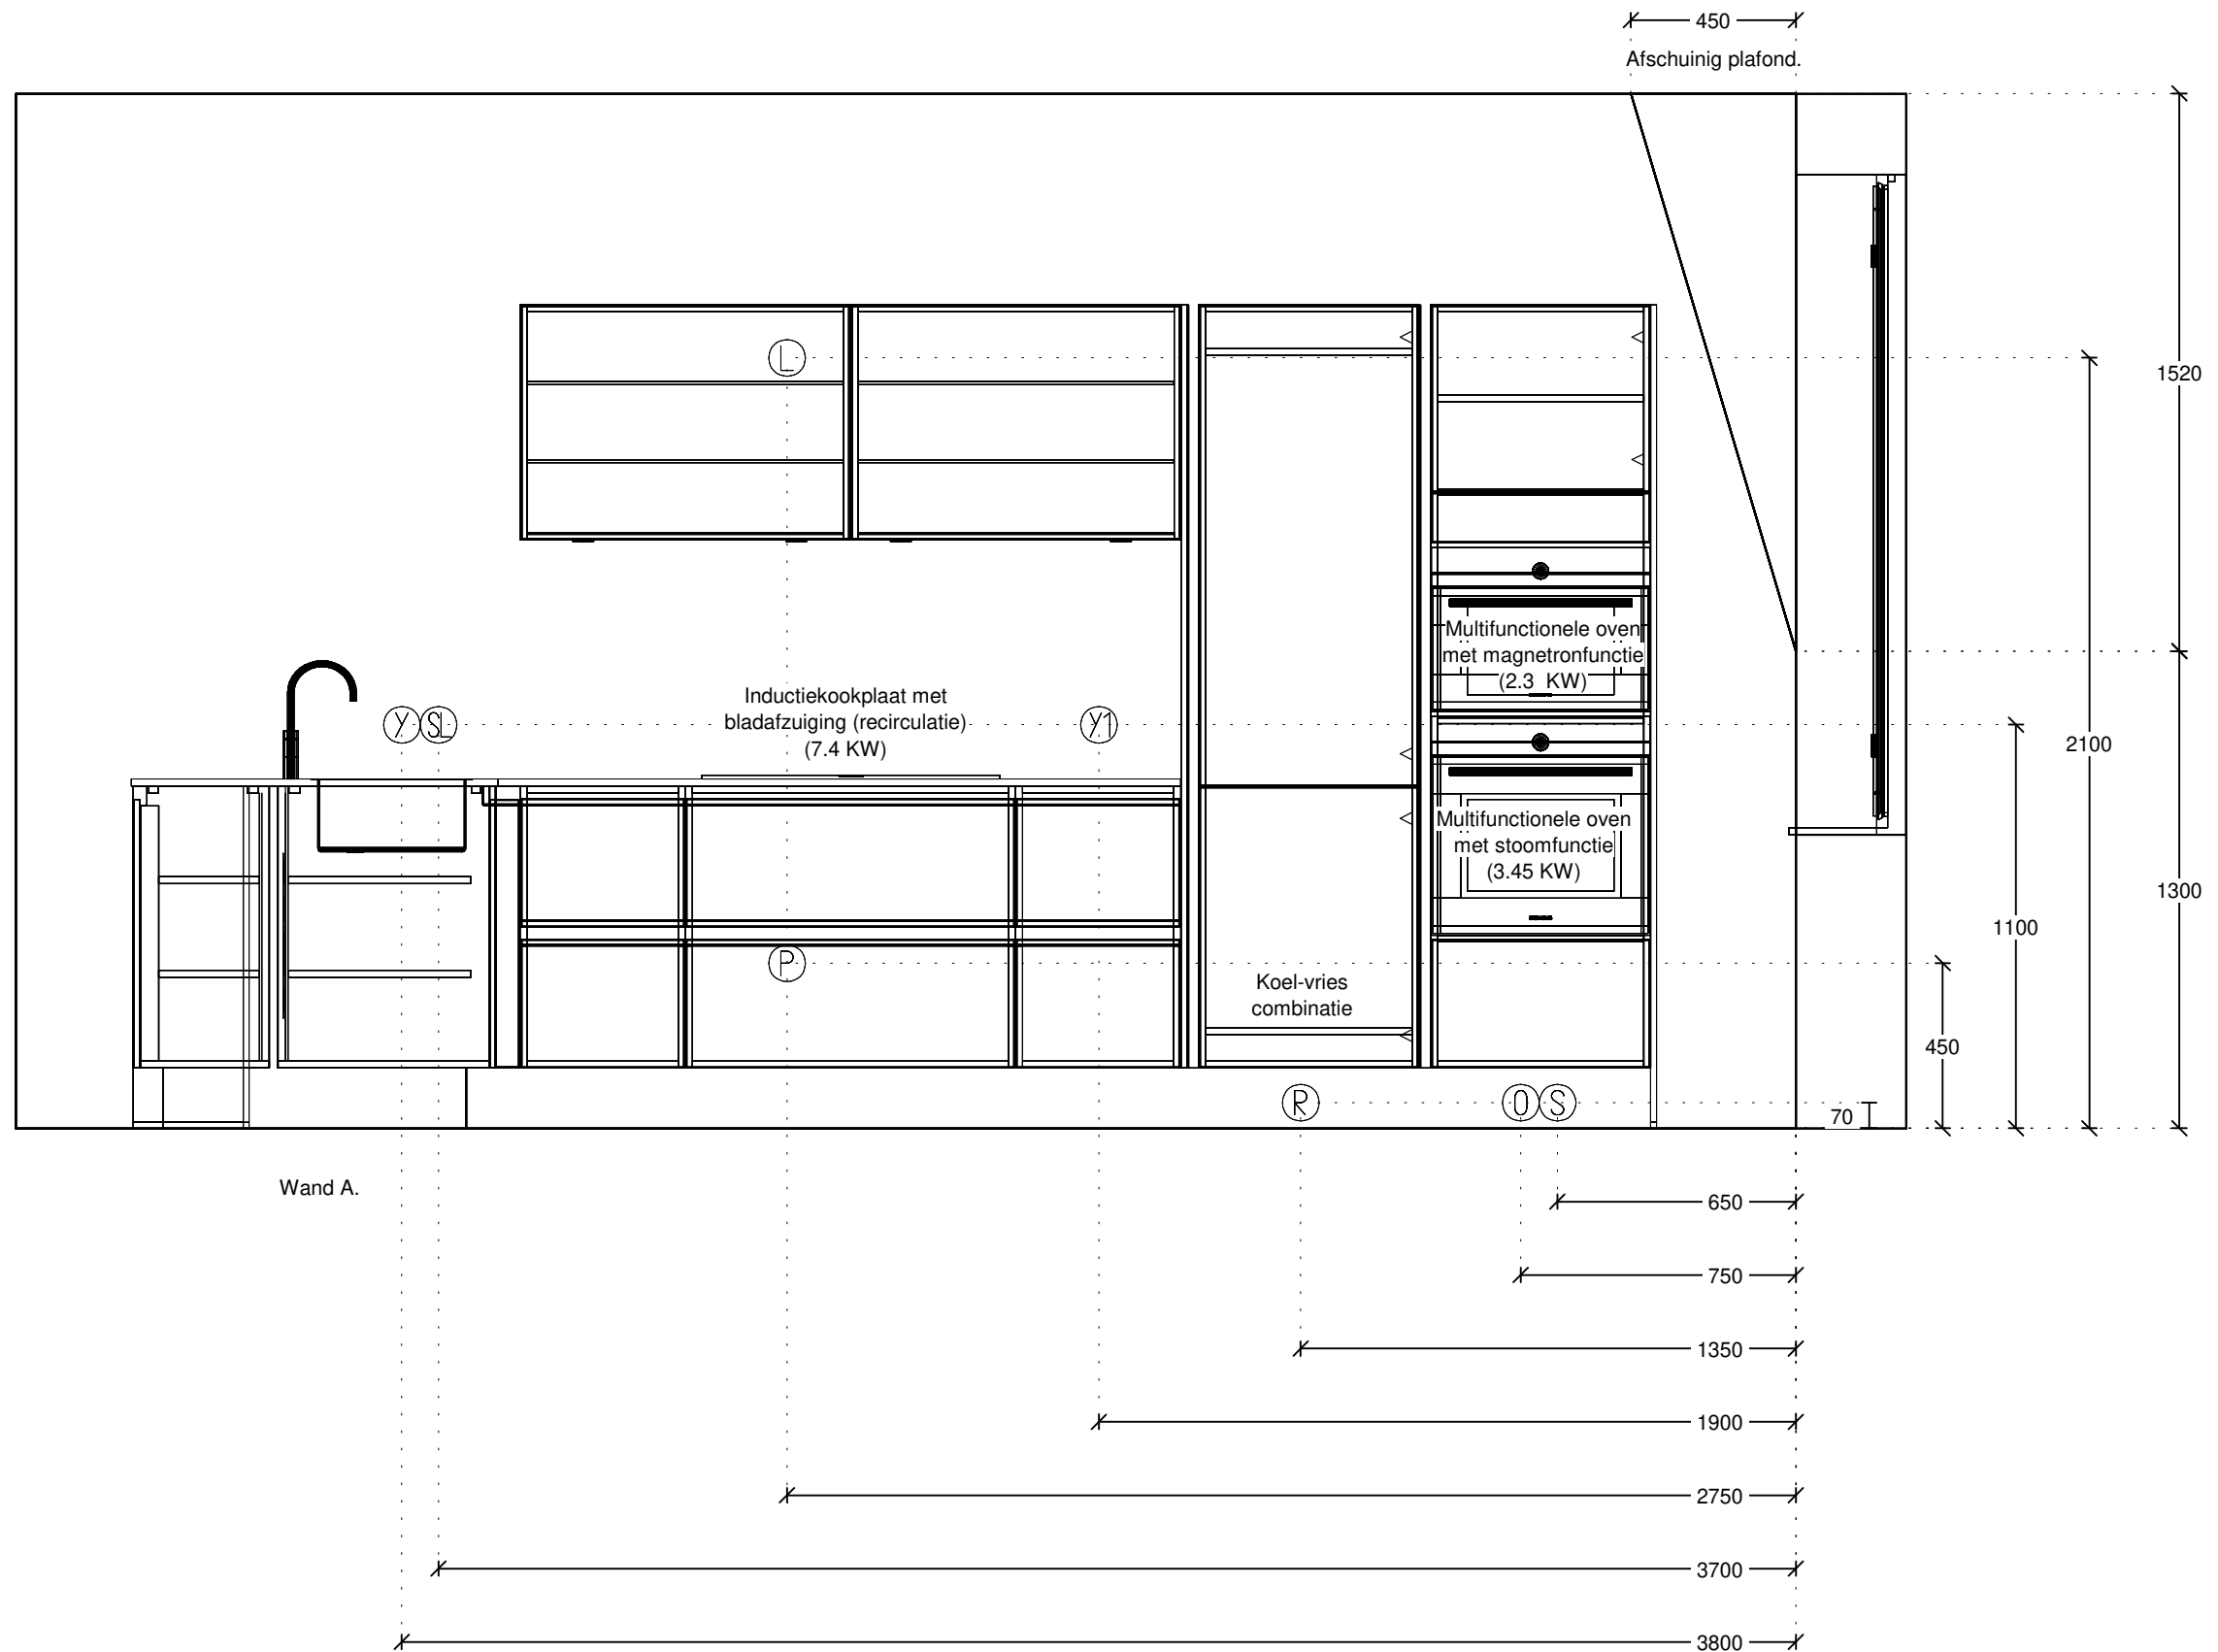 450
Afschuinig plafond.
L
1520
Multifunctionele oven
met magnetronfunctie
(2.3 KW)
Inductiekookplaat met
bladafzuiging (recirculatie)
(7.4 KW)
Y
SL
Y1
2100
Multifunctionele oven
met stoomfunctie
(3.45 KW)
1300
1100
P
Koel-vries
combinatie
450
R
O
S
70
Wand A.
650
750
1350
1900
2750
3700
3800